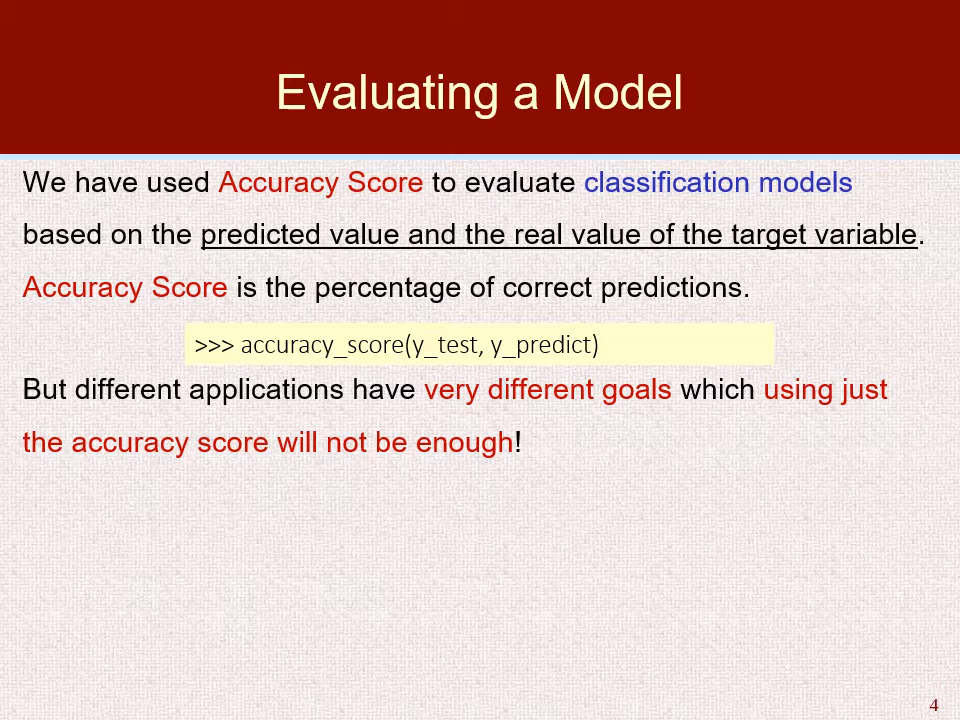 Evaluating a Model
We have used Accuracy Score to evaluate classification models
based on the predicted value and the real value of the target variable.
Accuracy Score is the percentage of correct predictions.
>>> accuracy_score(y_test, y_predict)
But different applications have very different goals which using just
the accuracy score will not be enough!
4